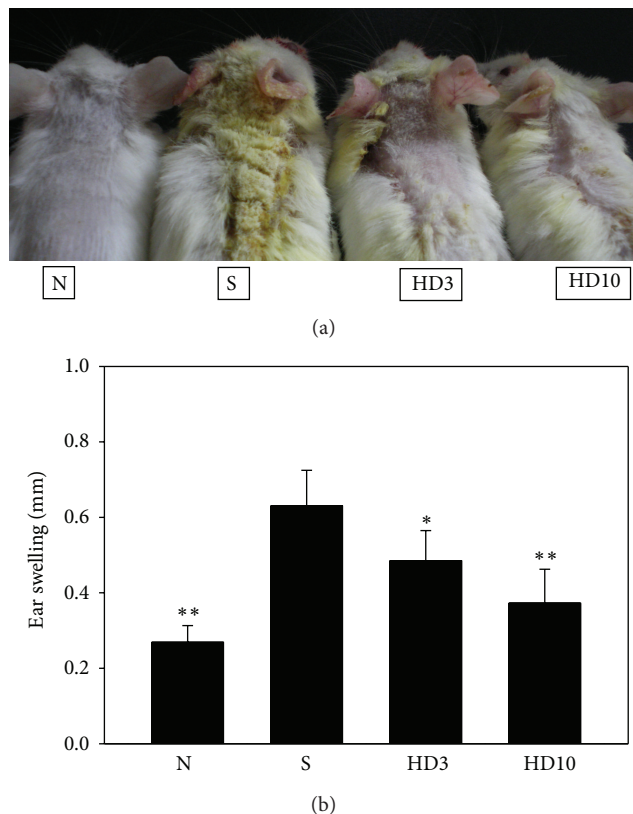 N
S
HD3
HD10
(a)
1.0
0.8
0.6
0.4
0.2
0.0
Ear swelling (mm)
**
*
**
N
S
HD3
HD10
(b)